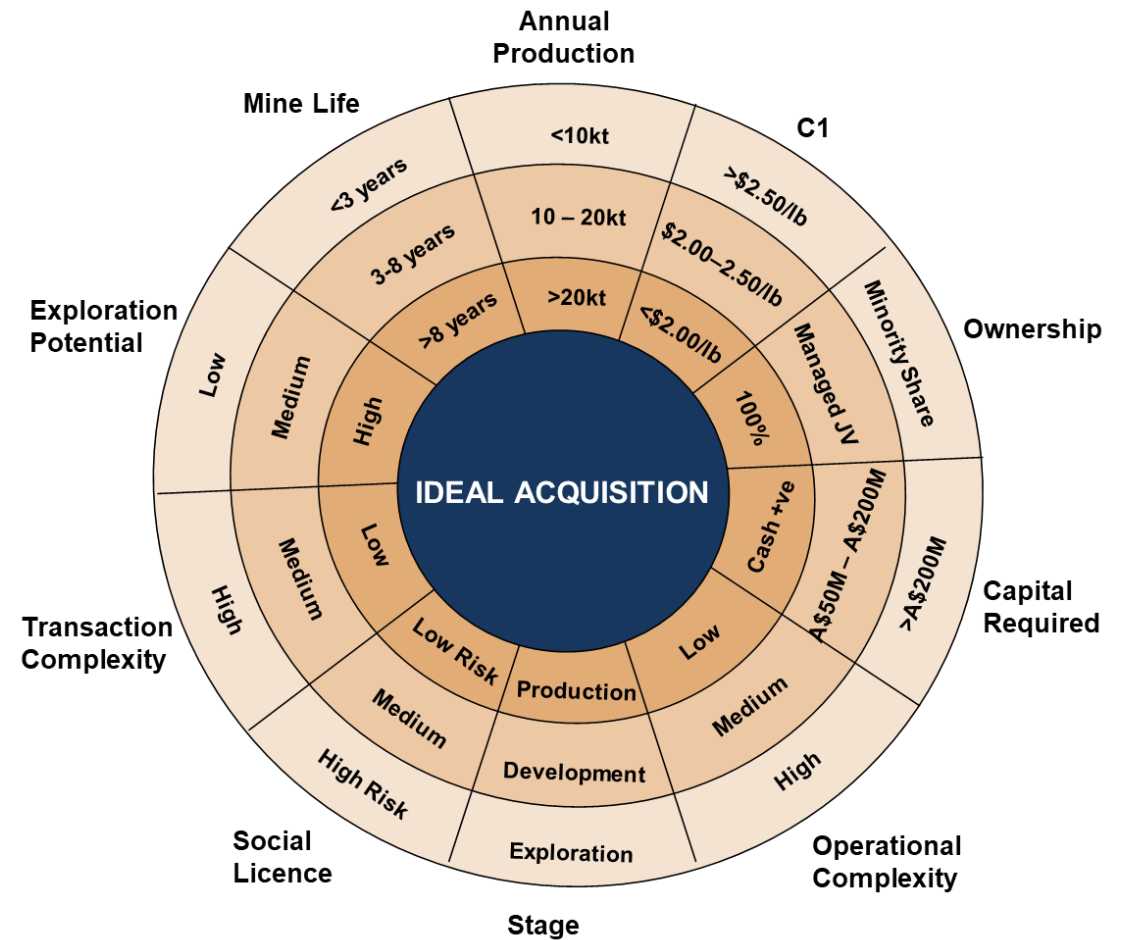 Annual
Production
Mine Life
C1
<10kt
<3 years
>$2.50/lb
10 – 20kt
3-8 years
$2.00–2.50/lb
>20kt
>8 years
<$2.00/lb
Exploration
Potential
Ownership
Low
Medium
High
100%
Managed JV
Minority Share
IDEAL ACQUISITION
Transaction
Complexity
High
Medium
Low
Cash +ve
A$50M – A$200M
>A$200M
Capital
Required
Low Risk
Production
Low
Medium
Development
Medium
High Risk
Exploration
High
Social
Licence
Operational
Complexity
Stage